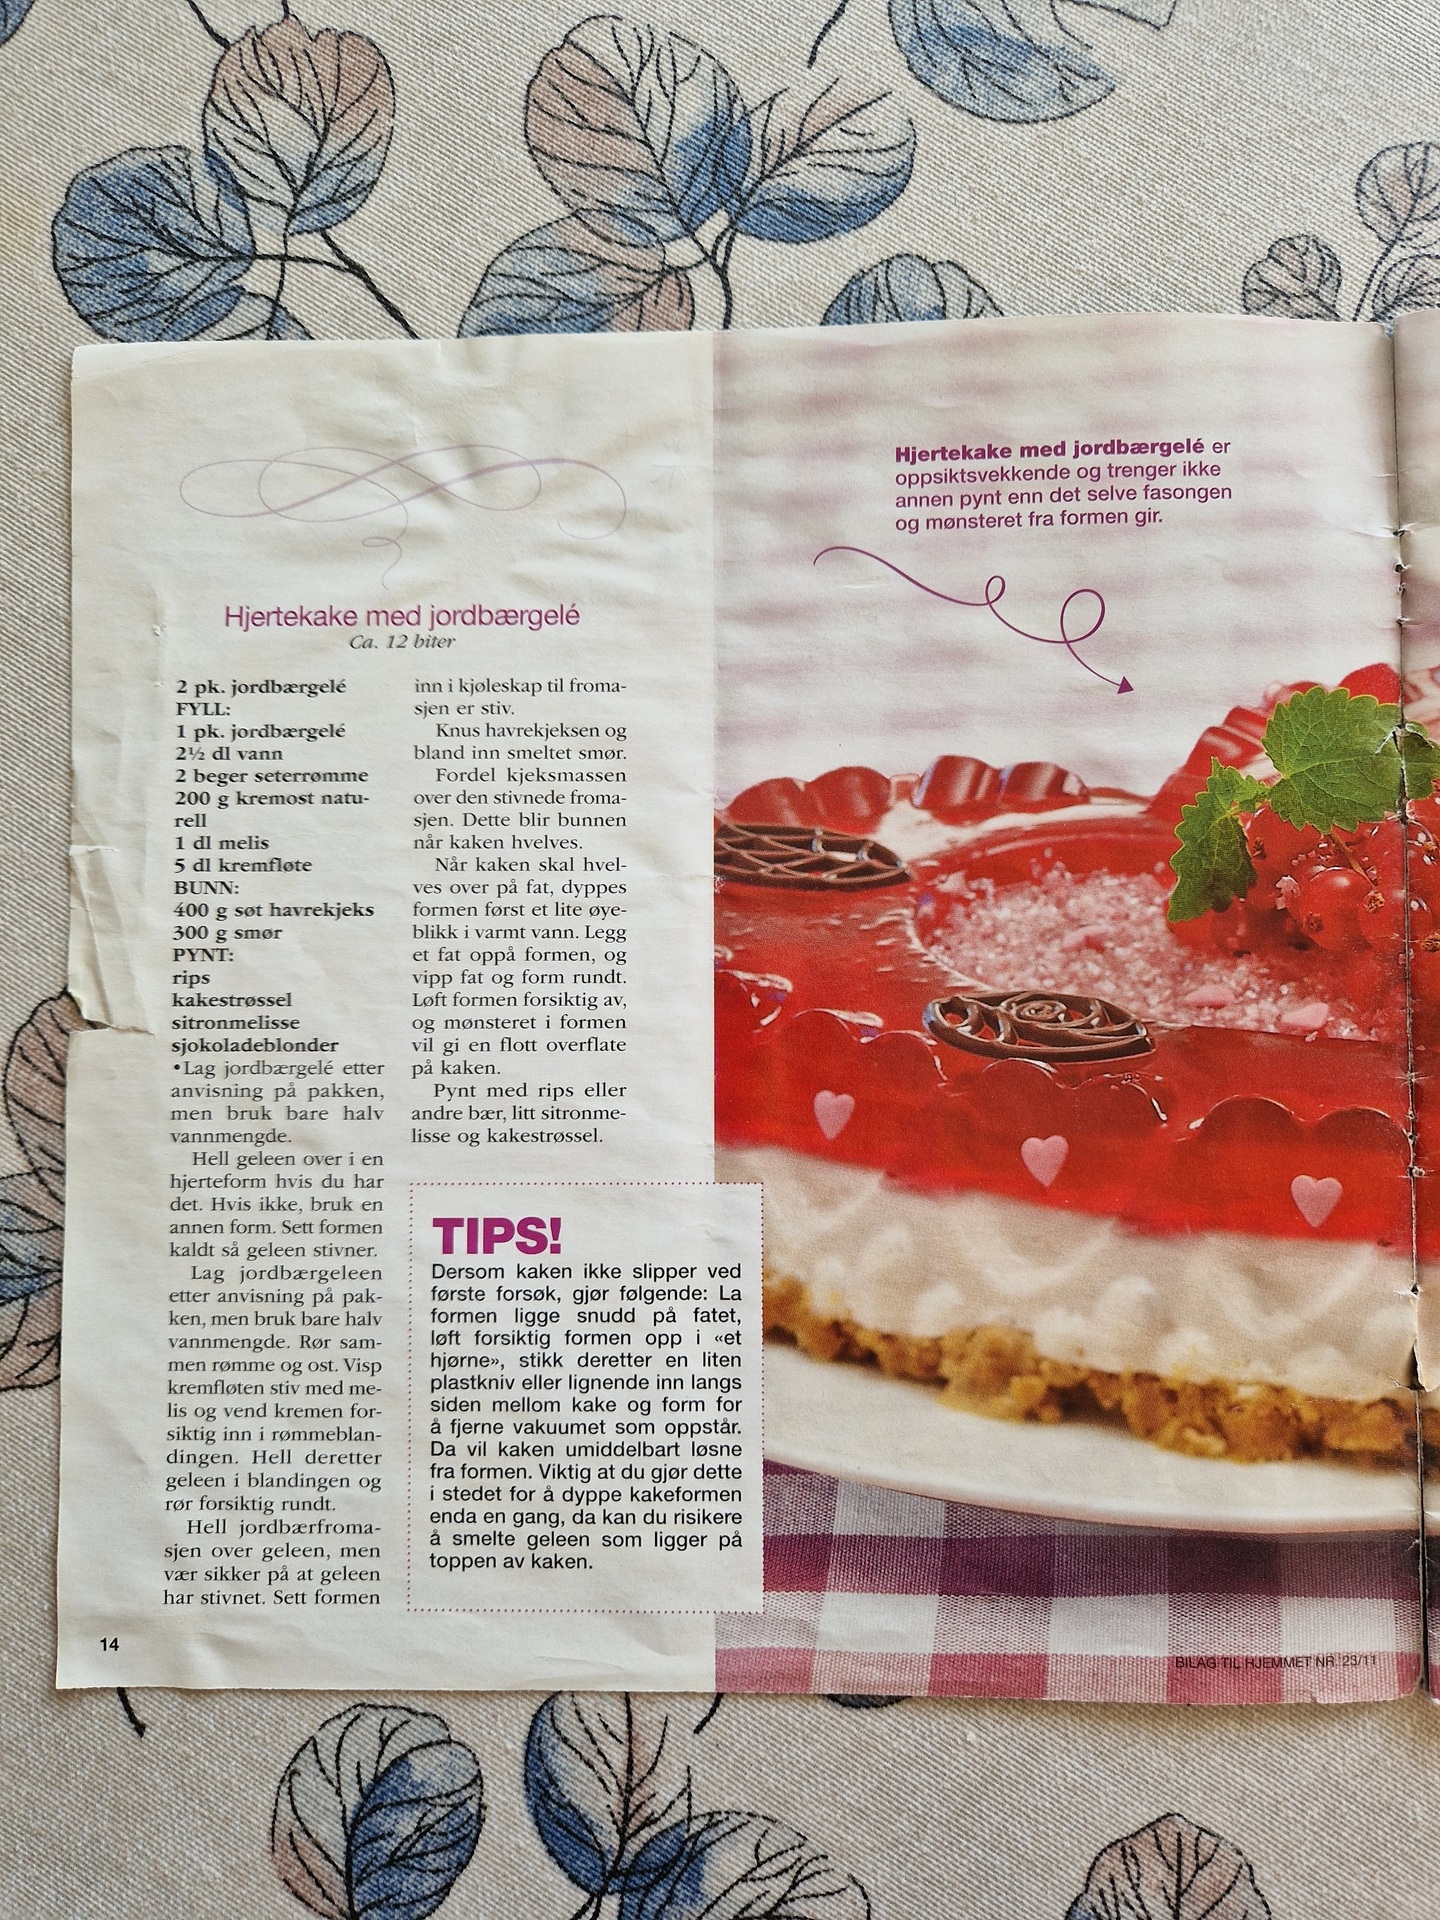 Hjertekake med jordbærgelé
Ca. 12 biter
2 pk. jordbærgelé
FYLL:
1 pk. jordbærgelé
2½ dl vann
2 beger seterrømme
200 g kremost natu-
rell
1 dl melis
5 dl kremfløte
BUNN:
400 g søt havrekjeks
300 g smør
PYNT:
rips
kakestrøssel
sitronmelisse
sjokoladeblonder
•Lag jordbærgelé etter
anvisning på pakken,
men bruk bare halv
vannmengde.
Hell geleen over i en
hjerteform hvis du har
det. Hvis ikke, bruk en
annen form. Sett formen
kaldt så geleen stivner.
Lag jordbærgeleen
etter anvisning på pak-
ken, men bruk bare halv
vannmengde. Rør sam-
men rømme og ost. Visp
kremfløten stiv med me-
lis og vend kremen for-
siktig inn i rømmeblan-
dingen. Hell deretter
geleen i blandingen og
rør forsiktig rundt.
Hell jordbærfroma-
sjen over geleen, men
vær sikker på at geleen
har stivnet. Sett formen
inn i kjøleskap til froma-
sjen er stiv.
Knus havrekjeksen og
bland inn smeltet smør.
Fordel kjeksmassen
over den stivnede froma-
sjen. Dette blir bunnen
når kaken hvelves.
Når kaken skal hvel-
ves over på fat, dyppes
formen først et lite øye-
blikk i varmt vann. Legg
et fat oppå formen, og
vipp fat og form rundt.
Løft formen forsiktig av,
og mønsteret i formen
vil gi en flott overflate
på kaken.
Pynt med rips eller
andre bær, litt sitronme-
lisse og kakestrøssel.
TIPS!
Dersom kaken ikke slipper ved
første forsøk, gjør følgende: La
formen ligge snudd på fatet,
løft forsiktig formen opp i «et
hjørne», stikk deretter en liten
plastkniv eller lignende inn langs
siden mellom kake og form for
å fjerne vakuumet som oppstår.
Da vil kaken umiddelbart løsne
fra formen. Viktig at du gjør dette
i stedet for å dyppe kakeformen
enda en gang, da kan du risikere
å smelte geleen som ligger på
toppen av kaken.
14
Hjertekake med jordbærgelé er
oppsiktsvekkende og trenger ikke
annen pynt enn det selve fasongen
og mønsteret fra formen gir.
BILAG TIL HJEMMET NR. 23/11